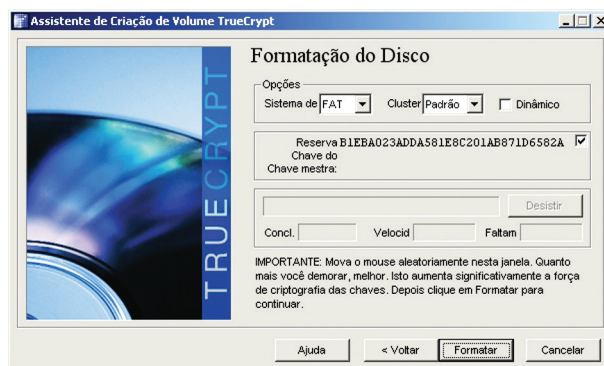 Assistente de Criação de Volume TrueCrypt
TRUECRYPT
Formatação do Disco
Opções
Sistema de FAT Cluster Padrão Dinâmico
Reserva B1EBA023ADDA581E8C201AB871D6582A
Chave do
Chave mestra:
Desistir
Concl. Velocid Faltam
IMPORTANTE: Mova o mouse aleatoriamente nesta janela. Quanto
mais você demorar, melhor. Isto aumenta significativamente a força
de criptografia das chaves. Depois clique em Formatar para
continuar.
Ajuda < Voltar Formatar Cancelar